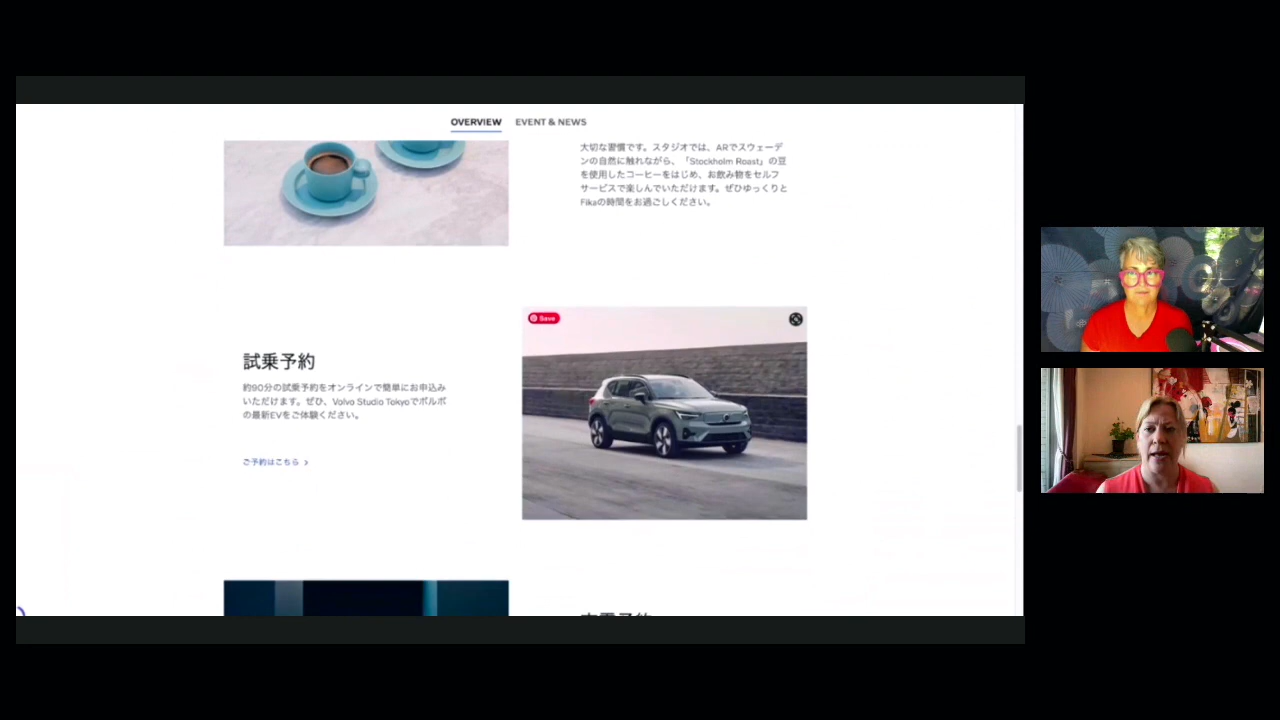 OVERVIEW EVENT & NEWS
大切な習慣です。スタジオでは、ARでスウェーデ
ンの自然に触れながら、「Stockholm Roast」の豆
を使用したコーヒーをはじめ、お飲み物をセルフ
サービスで楽しんでいただけます。ぜひゆっくりと
Fikaの時間をお過ごしください。
Save
試乗予約
約90分の試乗予約をオンラインで簡単にお申込み
いただけます。ぜひ、Volvo Studio Tokyoでボルボ
の最新EVをご体験ください。
ご予約はこちら >